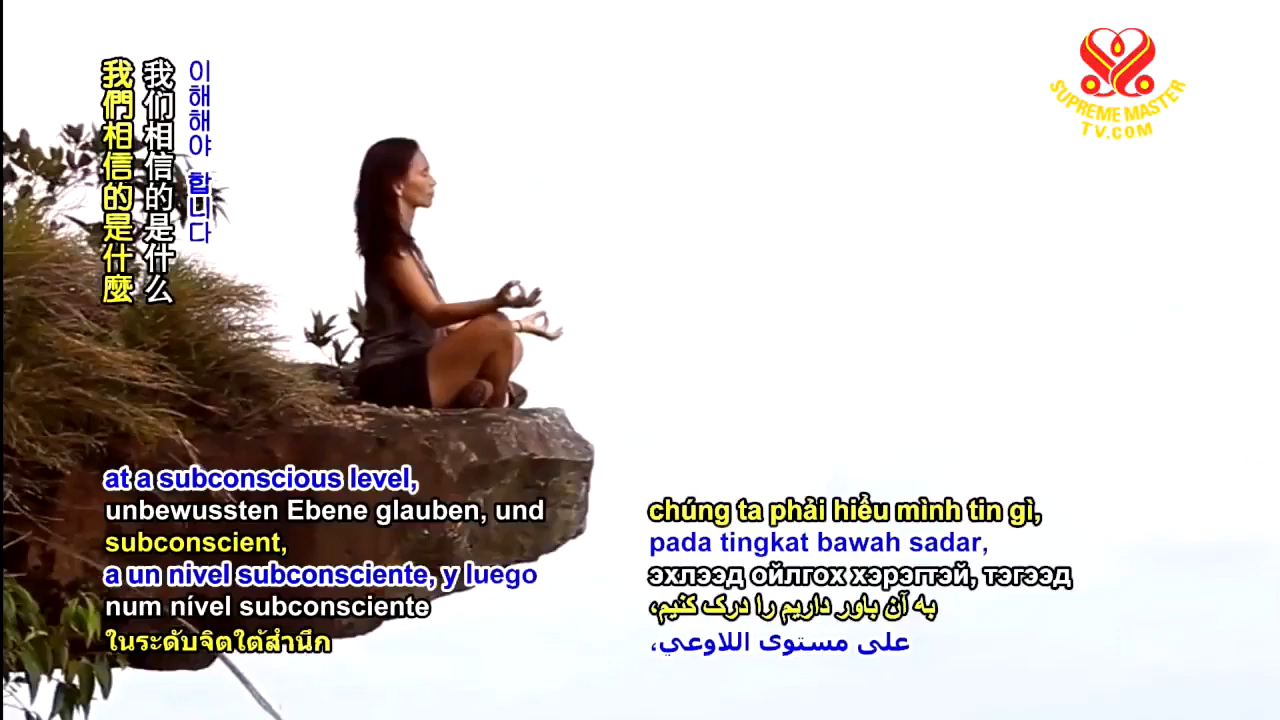 我們相信的是什麼
我们相信的是什么
이해해야 합니다
SUPREME MASTER
TV.COM
at a subconscious level,
unbewussten Ebene glauben, und
subconscient,
a un nivel subconsciente, y luego
num nível subconsciente
ในระดับจิตใต้สำนึก
chúng ta phải hiểu mình tin gì,
pada tingkat bawah sadar,
эхлээд ойлгох хэрэгтэй, тэгээд
به آن باور داریم را درک کنیم،
على مستوى اللاوعي،